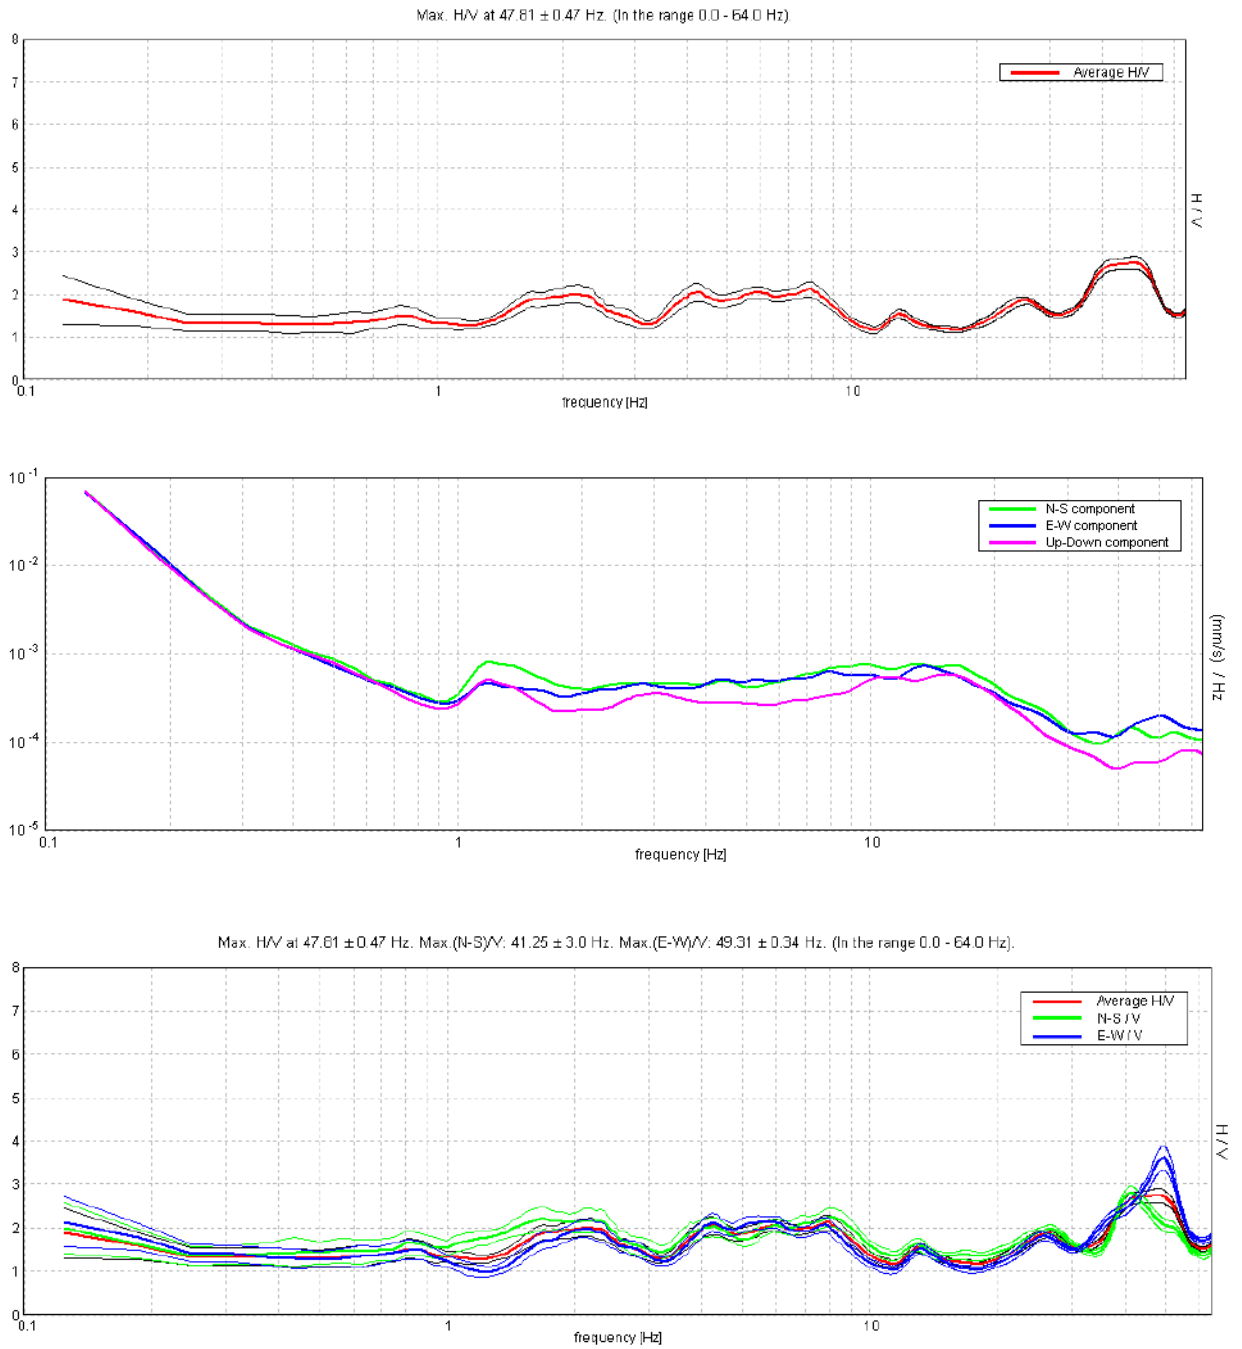 Max. H/V at 47.81 ± 0.47 Hz. (In the range 0.0 - 64.0 Hz).
8
7
6
5
4
3
2
1
0
Average H/V
H / V
0.1
1
10
frequency [Hz]
10 -1
10 -2
10 -3
10 -4
10 -5
N-S component
E-W component
Up-Down component
(mm/s) / Hz
0.1
1
10
frequency [Hz]
Max. H/V at 47.81 ± 0.47 Hz. Max.(N-S)/V: 41.25 ± 3.0 Hz. Max.(E-W)/V: 49.31 ± 0.34 Hz. (In the range 0.0 - 64.0 Hz).
8
7
6
5
4
3
2
1
0
Average H/V
N-S / V
E-W / V
H / V
0.1
1
10
frequency [Hz]